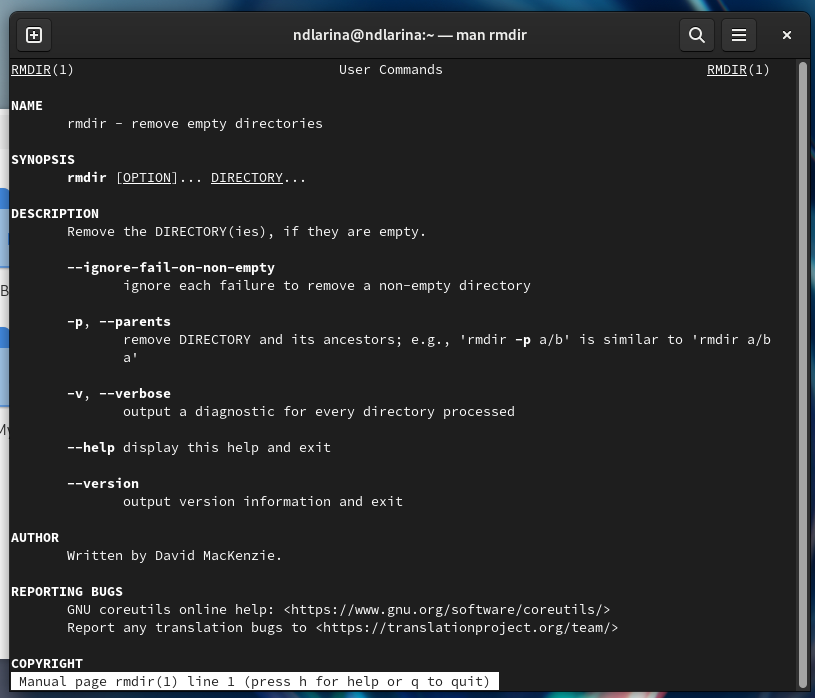 ndlarina@ndlarina:~ — man rmdir
RMDIR(1) User Commands RMDIR(1)
NAME
rmdir - remove empty directories
SYNOPSIS
rmdir [OPTION]... DIRECTORY...
DESCRIPTION
Remove the DIRECTORY(ies), if they are empty.
--ignore-fail-on-non-empty
ignore each failure to remove a non-empty directory
-p, --parents
remove DIRECTORY and its ancestors; e.g., 'rmdir -p a/b' is similar to 'rmdir a/b
a'
-v, --verbose
output a diagnostic for every directory processed
--help display this help and exit
--version
output version information and exit
AUTHOR
Written by David MacKenzie.
REPORTING BUGS
GNU coreutils online help: <https://www.gnu.org/software/coreutils/>
Report any translation bugs to <https://translationproject.org/team/>
COPYRIGHT
Manual page rmdir(1) line 1 (press h for help or q to quit)